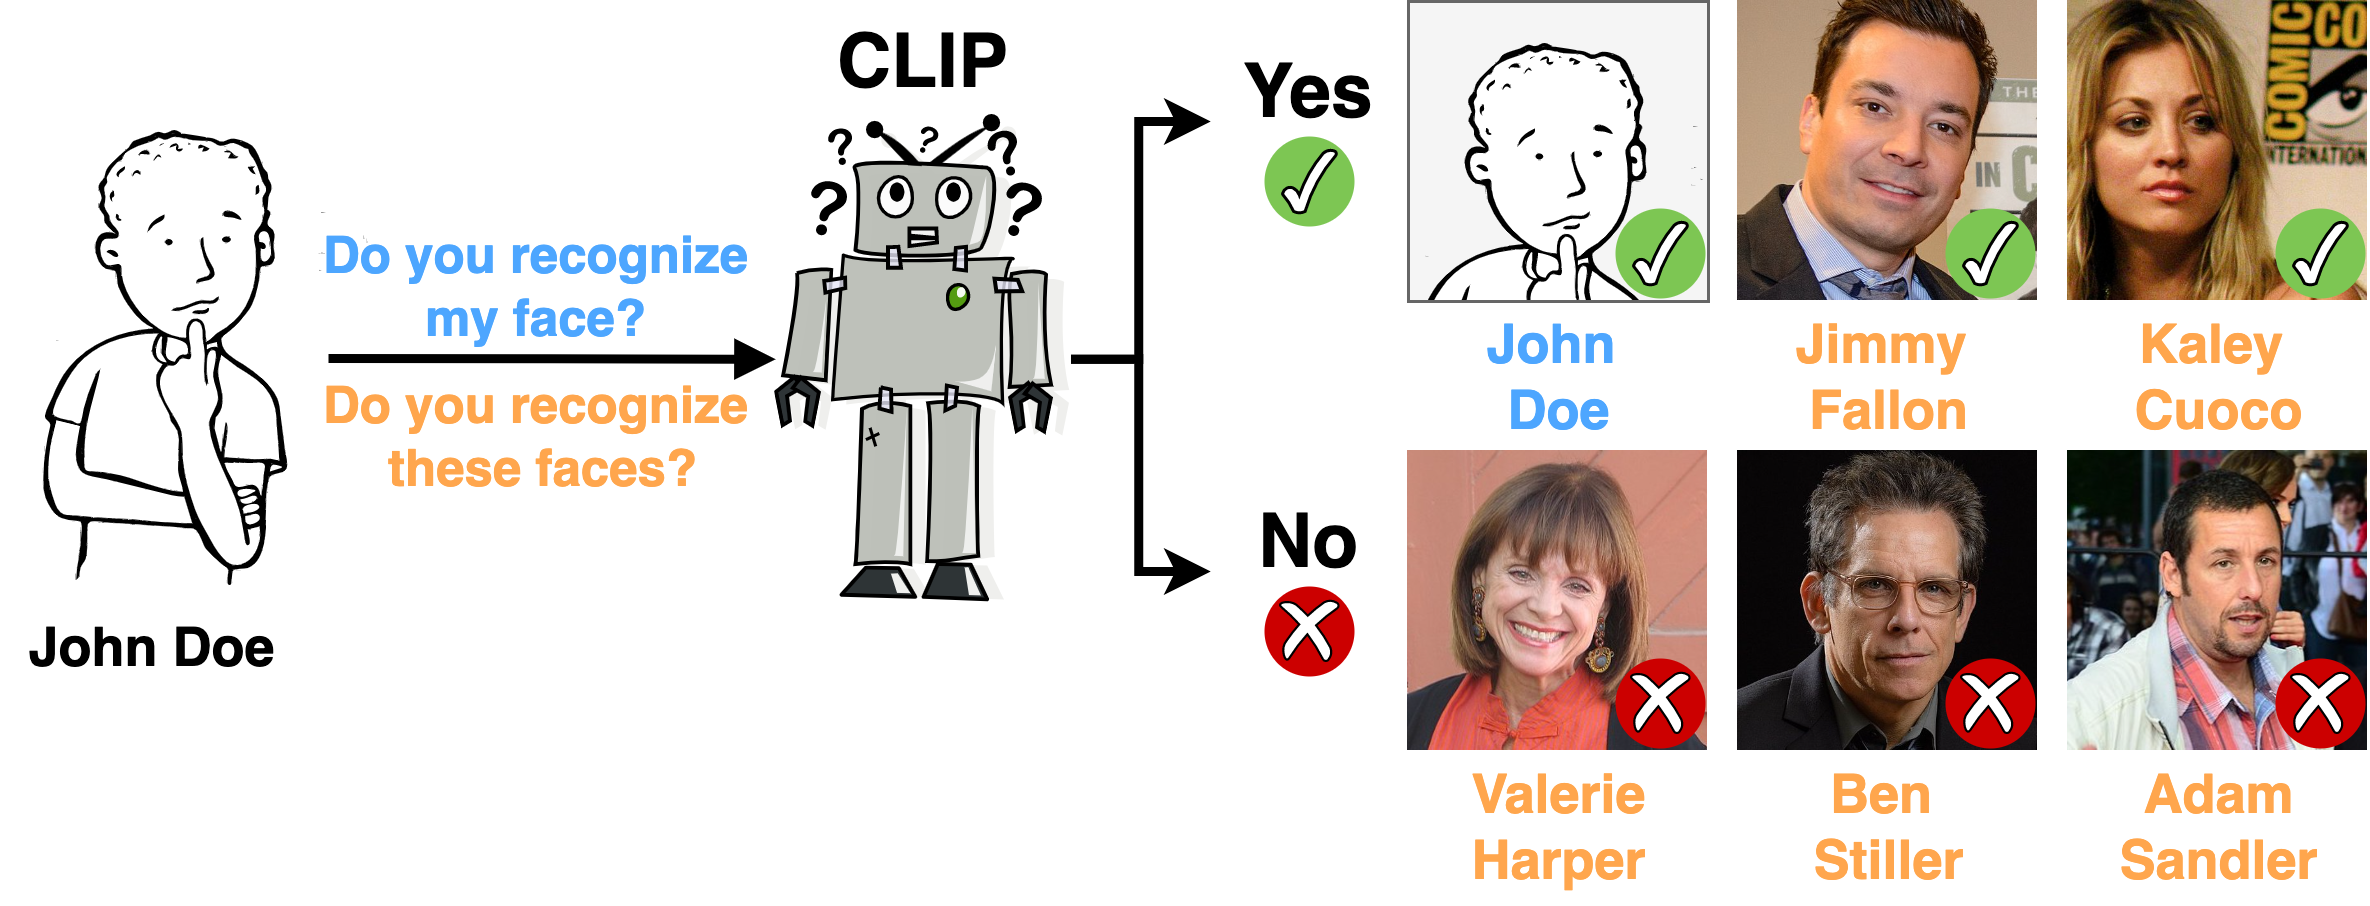 CLIP
Yes
Do you recognize
my face?
Do you recognize
these faces?
John Doe
No
THE
IN C
COMIC
CO
INTERNATION
John
Doe
Jimmy
Fallon
Kaley
Cuoco
Valerie
Harper
Ben
Stiller
Adam
Sandler